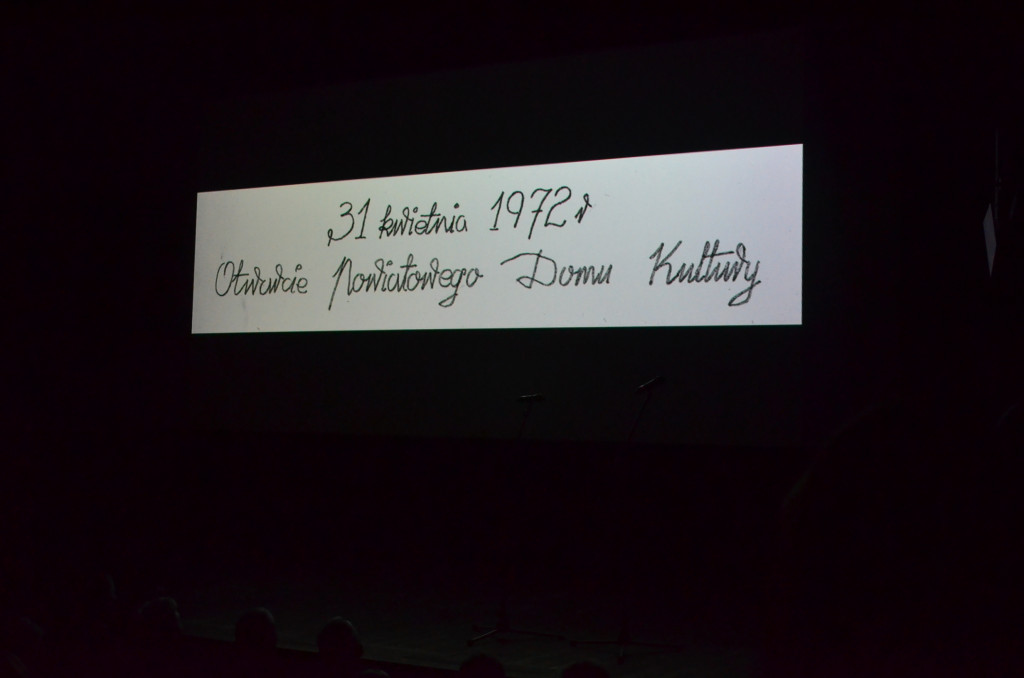 31 kwietnia 1972 r
Otwarcie Powiatowego Domu Kultury